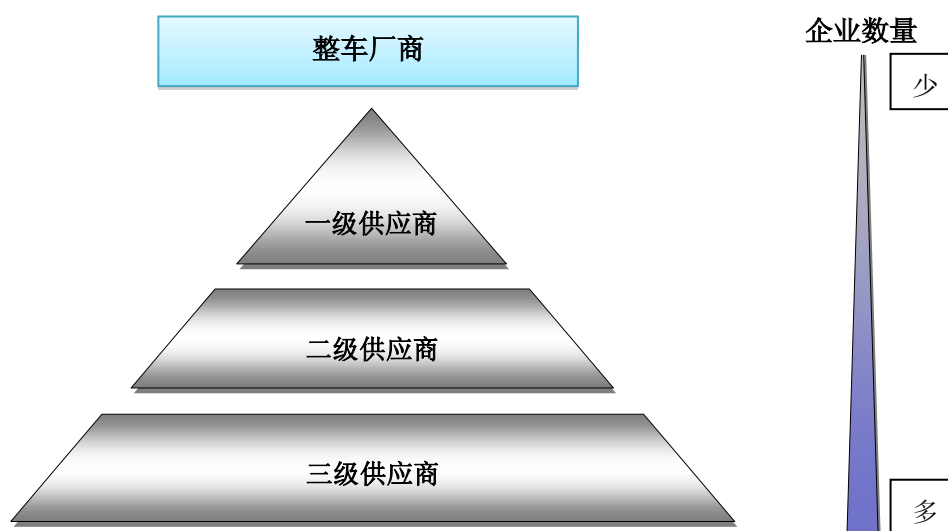 整车厂商
企业数量
少
一级供应商
二级供应商
三级供应商
多